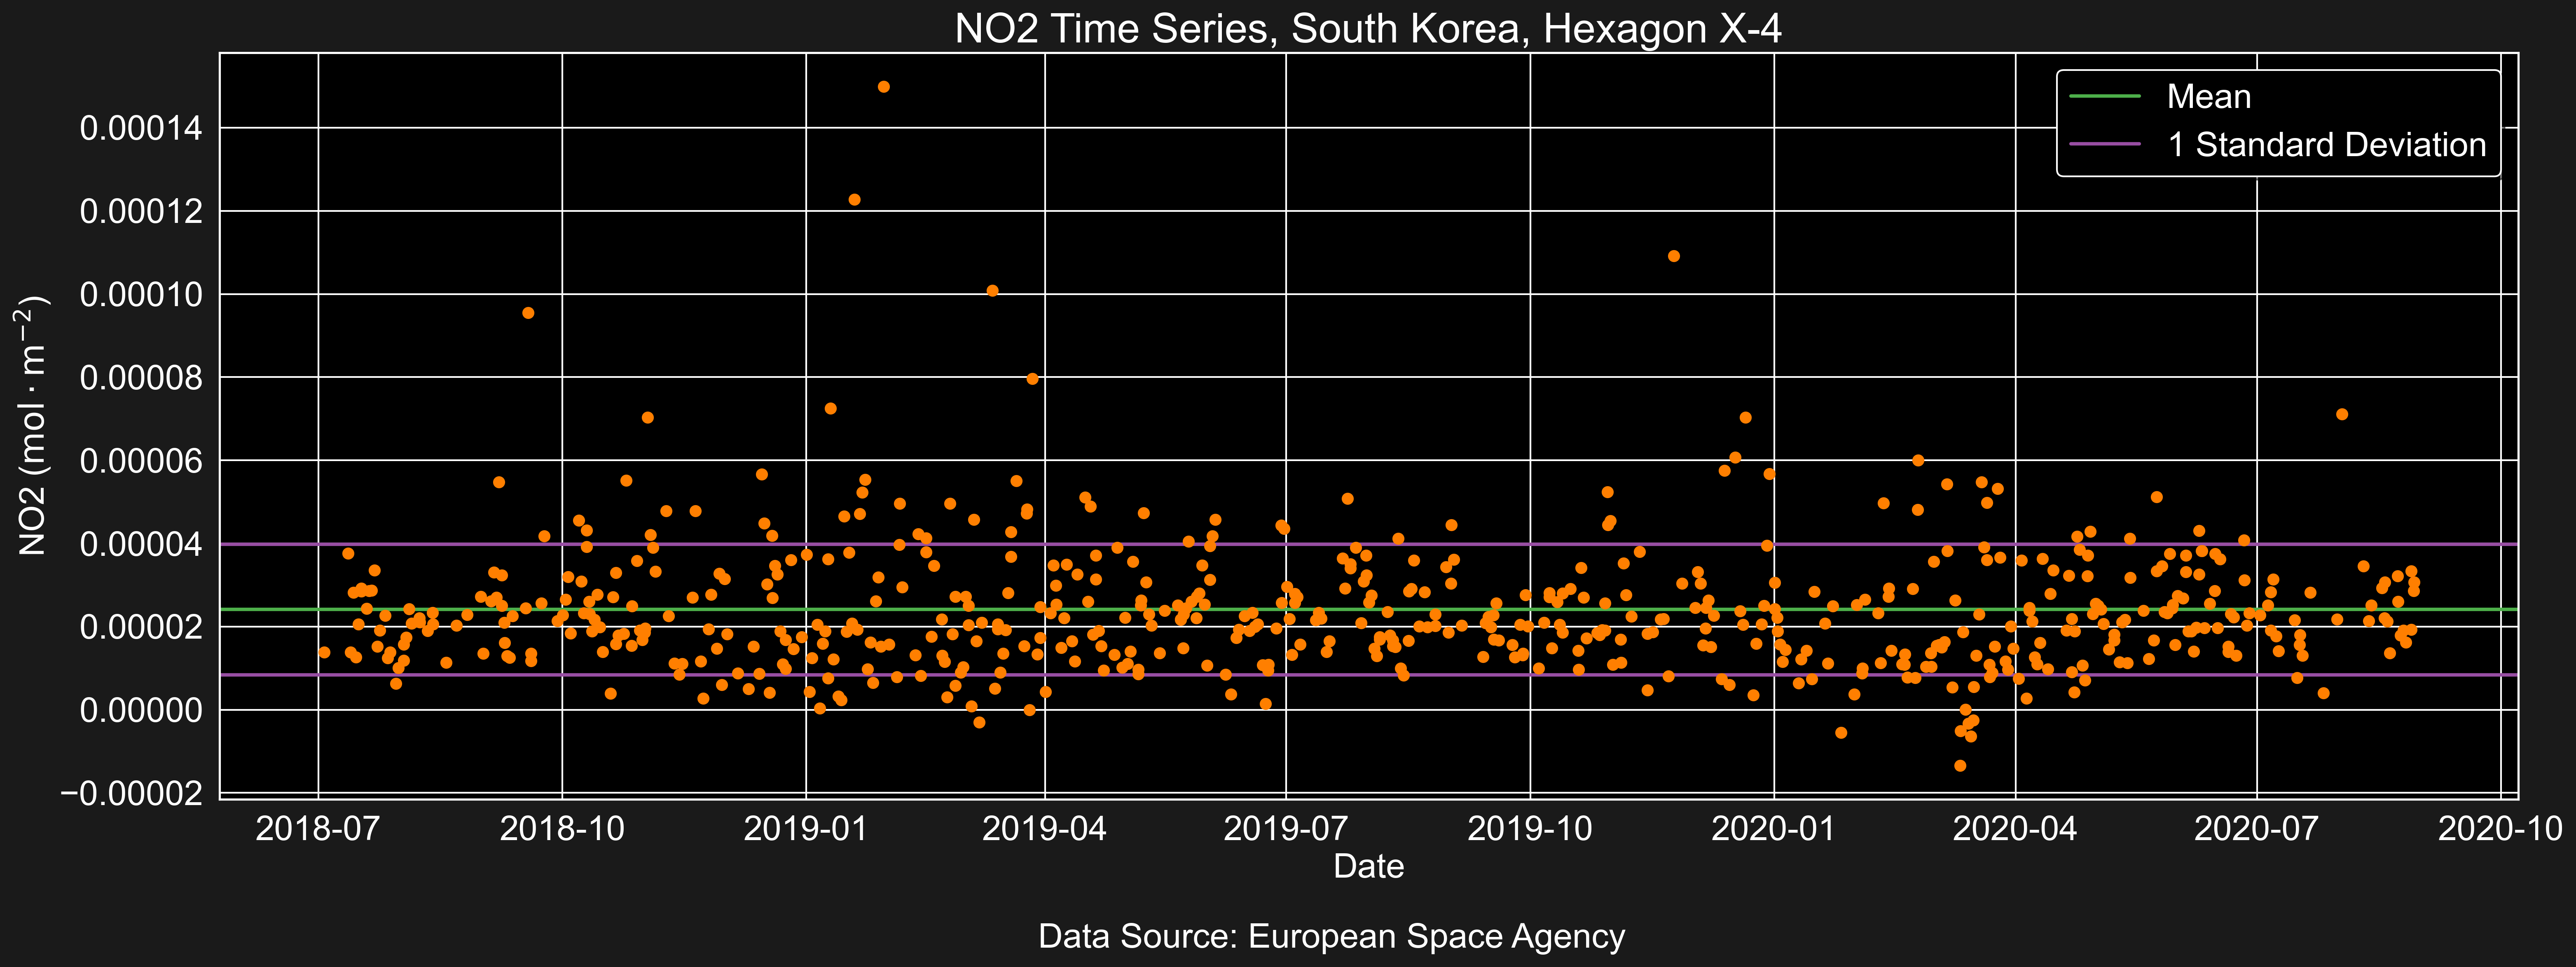 NO2 Time Series, South Korea, Hexagon X-4
Mean
1 Standard Deviation
NO2 (mol · m⁻²)
0.00014
0.00012
0.00010
0.00008
0.00006
0.00004
0.00002
0.00000
−0.00002
2018-07 2018-10 2019-01 2019-04 2019-07 2019-10 2020-01 2020-04 2020-07 2020-10
Date
Data Source: European Space Agency